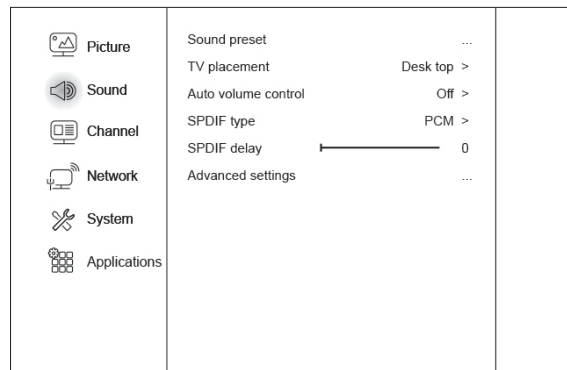 Picture
Sound
Channel
Network
System
Applications
Sound preset ...
TV placement Desk top >
Auto volume control Off >
SPDIF type PCM >
SPDIF delay 0
Advanced settings ...